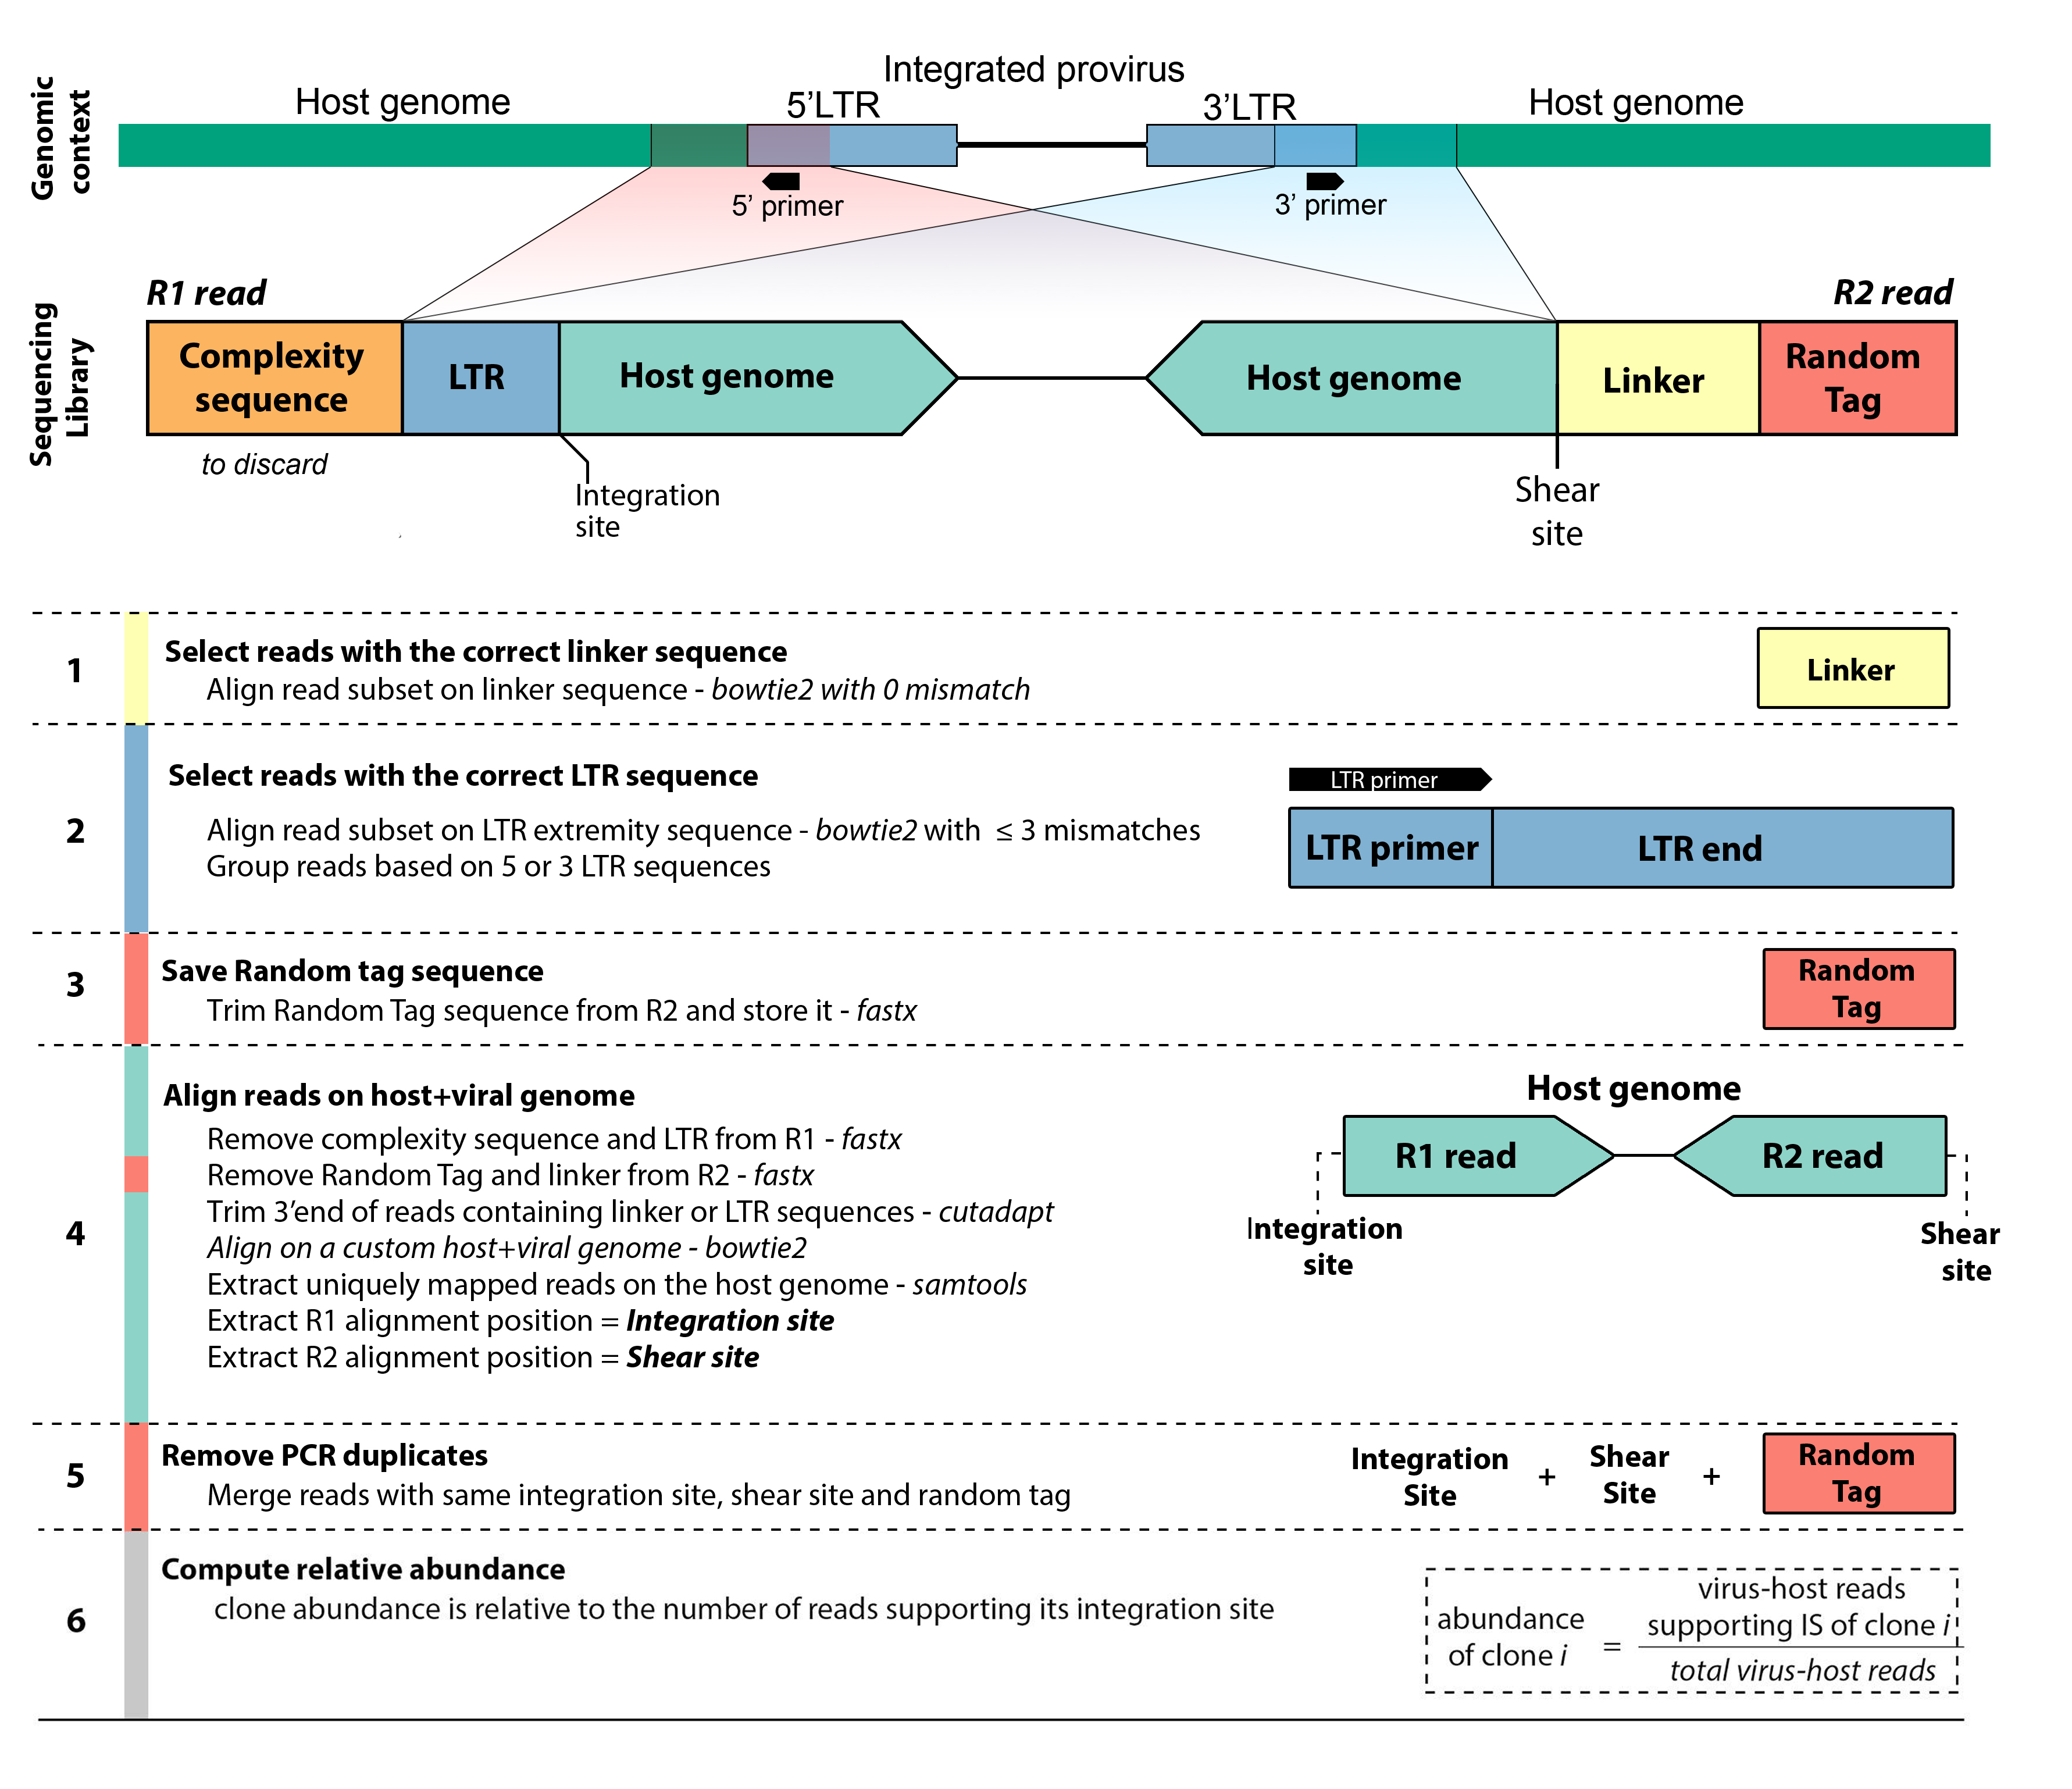 Genomic
context
Integrated provirus
Host genome
5’LTR
3’LTR
Host genome
5’ primer
3’ primer
Sequencing
Library
R1 read
R2 read
Complexity
sequence
LTR
Host genome
Host genome
Linker
Random
Tag
to discard
Integration
site
Shear
site
1
Select reads with the correct linker sequence
Align read subset on linker sequence - bowtie2 with 0 mismatch
Linker
2
Select reads with the correct LTR sequence
Align read subset on LTR extremity sequence - bowtie2 with ≤ 3 mismatches
Group reads based on 5 or 3 LTR sequences
LTR primer
LTR primer
LTR end
3
Save Random tag sequence
Trim Random Tag sequence from R2 and store it - fastx
Random
Tag
4
Align reads on host+viral genome
Remove complexity sequence and LTR from R1 - fastx
Remove Random Tag and linker from R2 - fastx
Trim 3’end of reads containing linker or LTR sequences - cutadapt
Align on a custom host+viral genome - bowtie2
Extract uniquely mapped reads on the host genome - samtools
Extract R1 alignment position = Integration site
Extract R2 alignment position = Shear site
Host genome
R1 read
R2 read
Integration
site
Shear
site
5
Remove PCR duplicates
Merge reads with same integration site, shear site and random tag
Integration
Site
+
Shear
Site
+
Random
Tag
6
Compute relative abundance
clone abundance is relative to the number of reads supporting its integration site
abundance
of clone i
=
virus-host reads
supporting IS of clone i
total virus-host reads